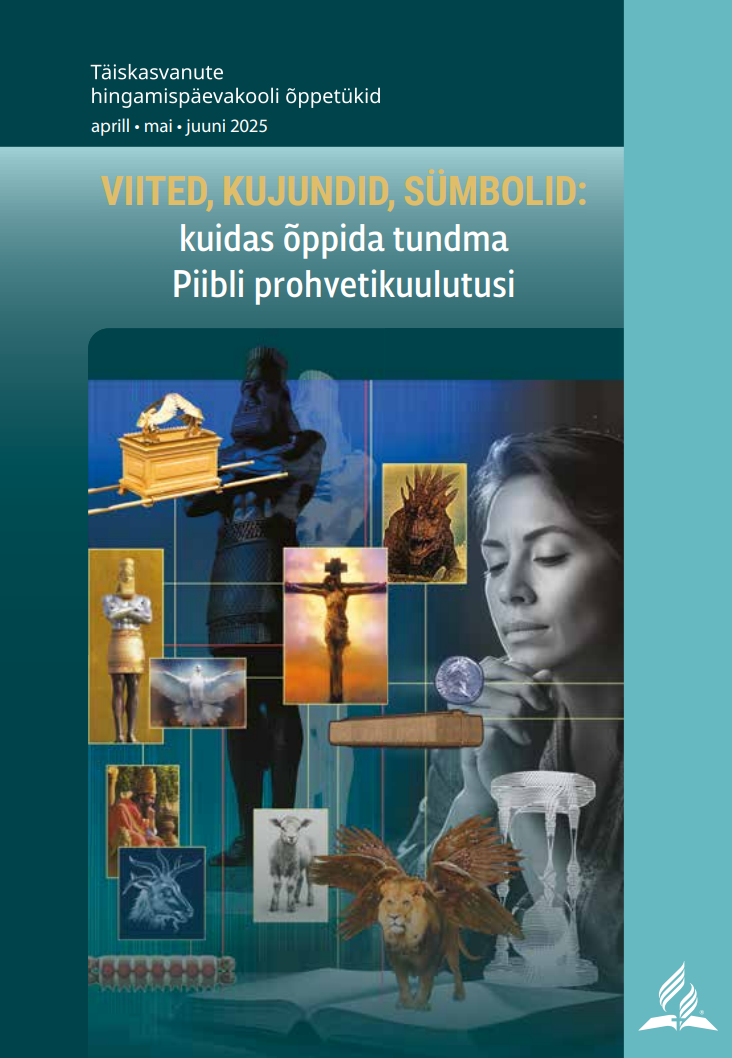 Täiskasvanute
hingamispäevakooli õppetükid
aprill • mai • juuni 2025
VIITED, KUJUNDID, SÜMBOLID:
kuidas õppida tundma
Piibli prohvetikuulutusi